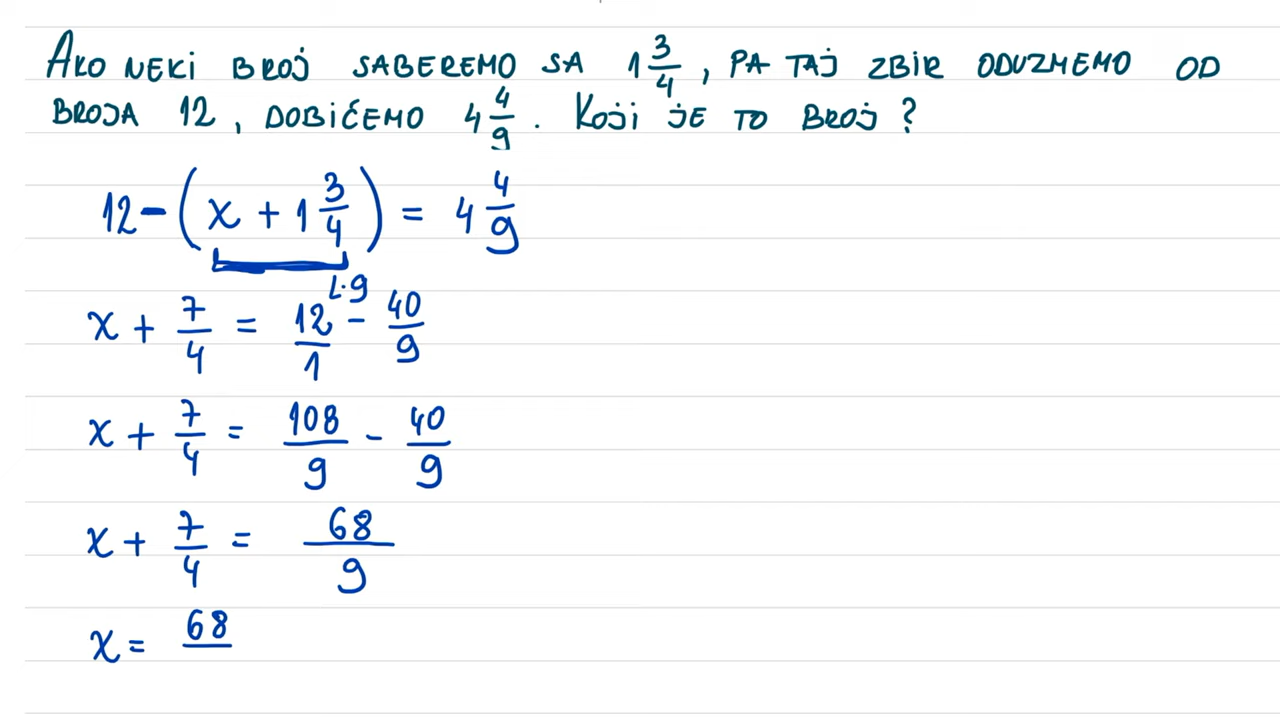 AKO NEKI BROJ SABEREMO SA 1 3/4, PA TAJ ZBIR ODUZMEMO OD
BROJA 12, DOBIĆEMO 4 4/9. KOJI JE TO BROJ?
12 - (x + 1 3/4) = 4 4/9
x + 7/4 = 12/1 L·9 - 40/9
x + 7/4 = 108/9 - 40/9
x + 7/4 = 68/9
x = 68/